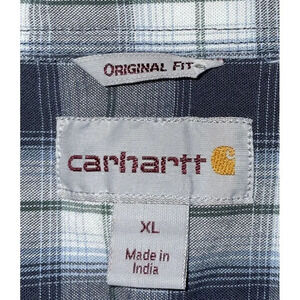 ORIGINAL FIT
carhartt
XL
Made in
India